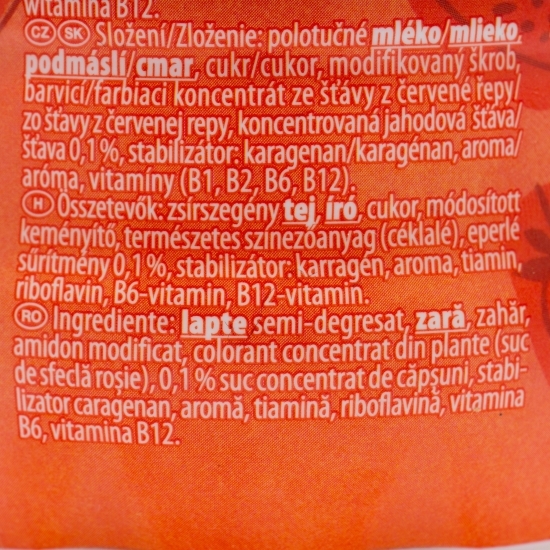 witamina B12.
CZ SK Složení/Zloženie: polotučné mléko/mlieko,
podmáslí/cmar, cukr/cukor, modifikovaný škrob,
barvicí/farbiaci koncentrát ze šťávy z červené řepy/
zo šťavy z červenej repy, koncentrovaná jahodová šťáva/
šťava 0,1%, stabilizátor: karagenan/karagénan, aroma/
aróma, vitamíny (B1, B2, B6, B12).
H Összetevők: zsírszegény tej, író, cukor, módosított
keményítő, természetes színezőanyag (céklalé), eperlé
sűrítmény 0,1%, stabilizátor: karragén, aroma, tiamin,
riboflavin, B6-vitamin, B12-vitamin.
RO Ingrediente: lapte semi-degresat, zară, zahăr,
amidon modificat, colorant concentrat din plante (suc
de sfeclă roșie), 0,1% suc concentrat de căpșuni, stabi-
lizator caragenan, aromă, tiamină, riboflavină, vitamina
B6, vitamina B12.